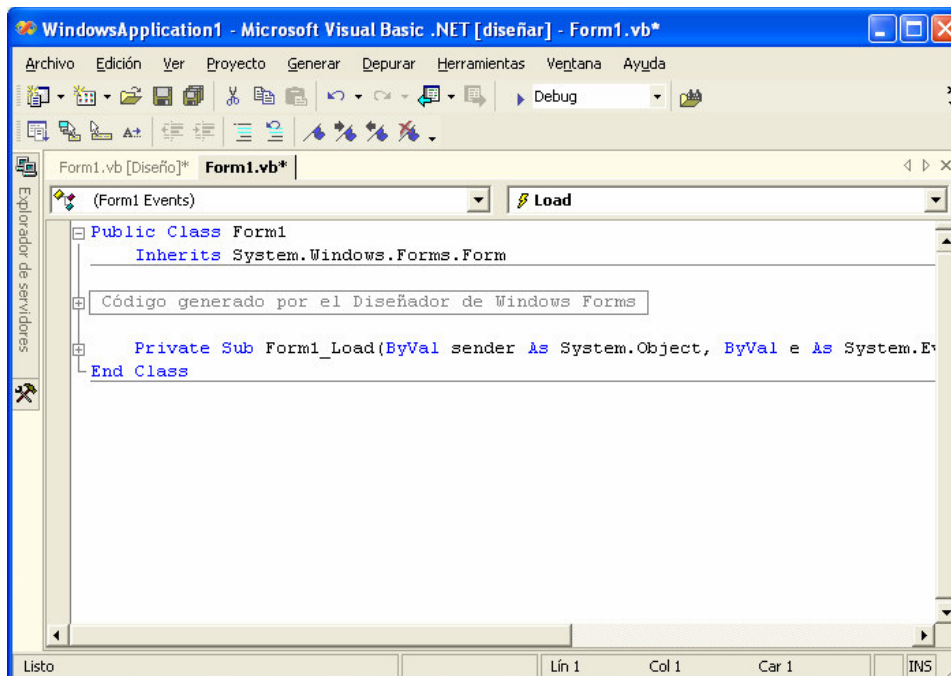 WindowsApplication1 - Microsoft Visual Basic .NET [diseñar] - Form1.vb*
Archivo Edición Ver Proyecto Generar Depurar Herramientas Ventana Ayuda
Debug
Form1.vb [Diseño]* Form1.vb*
(Form1 Events) Load
Explorador de servidores
Public Class Form1
Inherits System.Windows.Forms.Form
Código generado por el Diseñador de Windows Forms
Private Sub Form1_Load(ByVal sender As System.Object, ByVal e As System.Ev
End Class
Listo Lín 1 Col 1 Car 1 INS